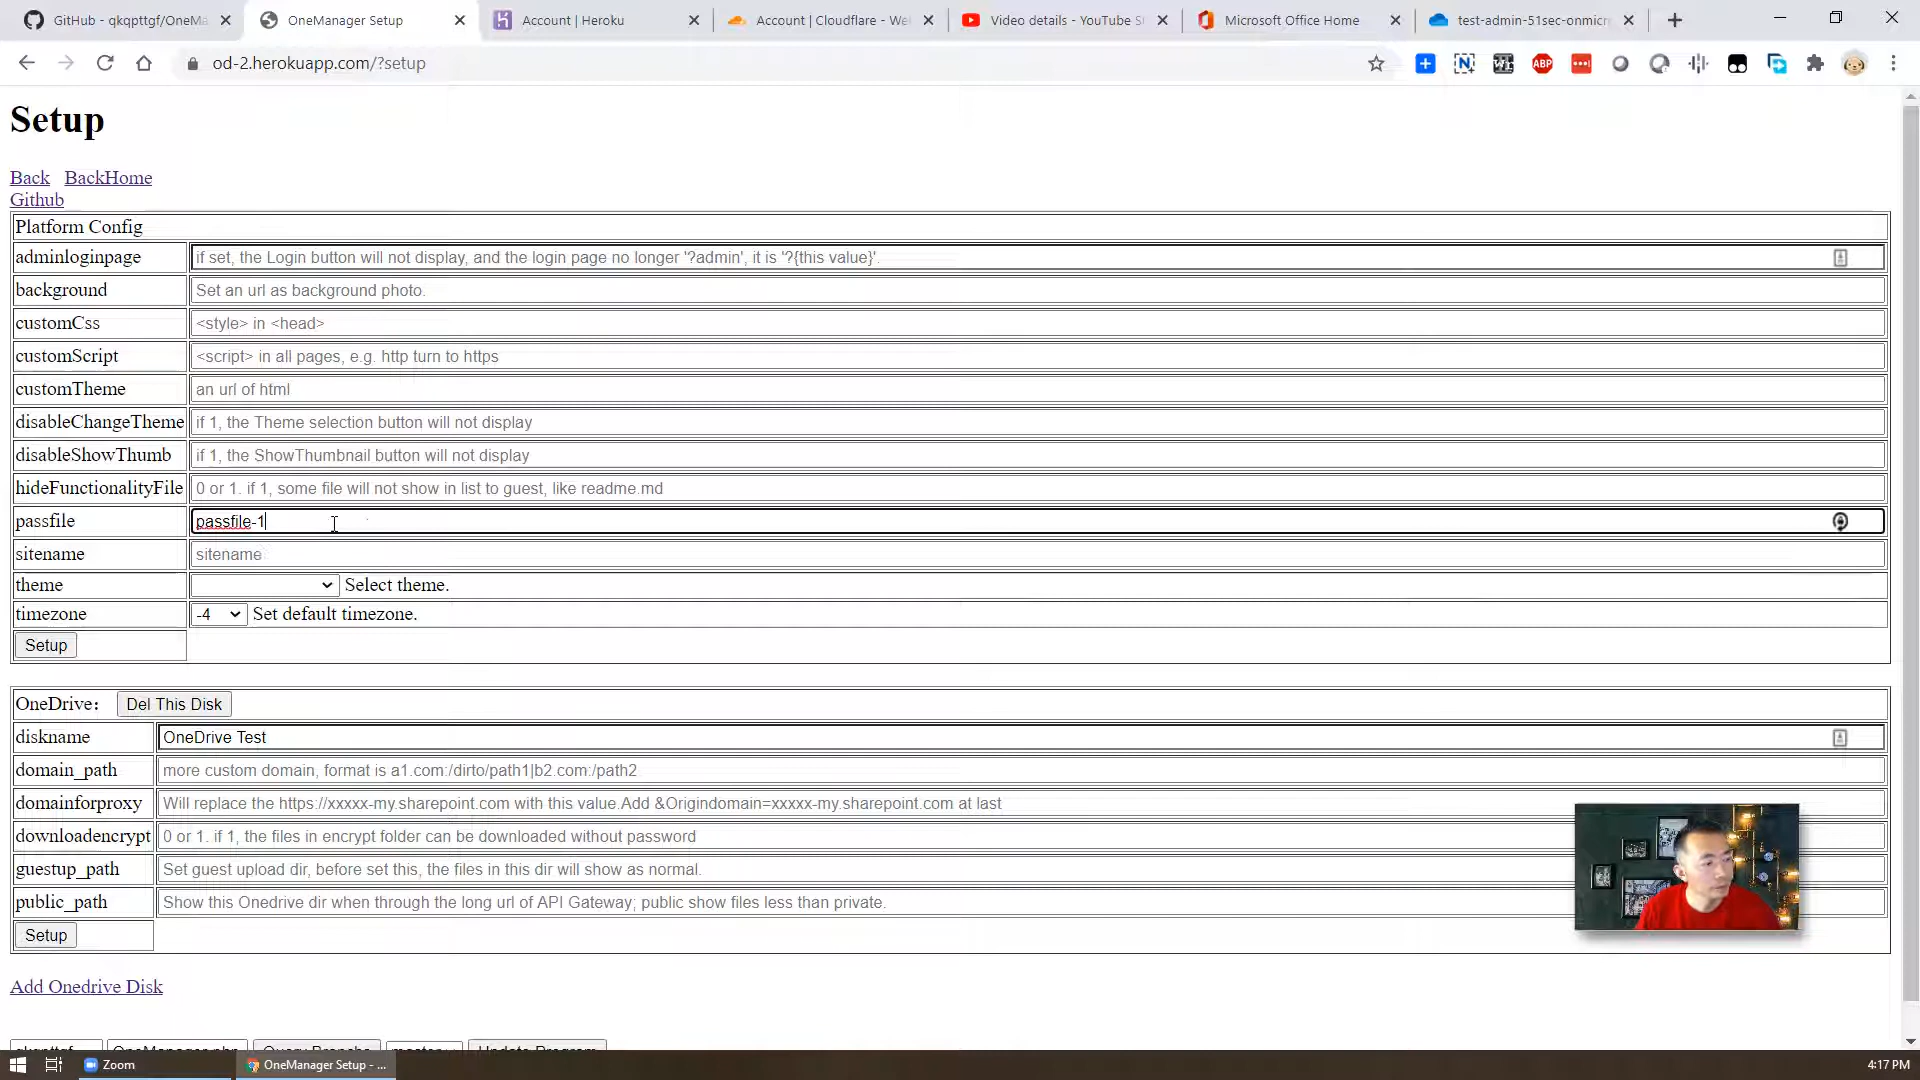 GitHub - qkqpttgf/OneMa
OneManager Setup
Account | Heroku
Account | Cloudflare - We
Video details - YouTube S
Microsoft Office Home
test-admin-51sec-onmicr
od-2.herokuapp.com/?setup
ABP
Setup
Back BackHome
Github
Platform Config
adminloginpage if set, the Login button will not display, and the login page no longer '?admin', it is '?{this value}'.
background Set an url as background photo.
customCss <style> in <head>
customScript <script> in all pages, e.g. http turn to https
customTheme an url of html
disableChangeTheme if 1, the Theme selection button will not display
disableShowThumb if 1, the ShowThumbnail button will not display
hideFunctionalityFile 0 or 1. if 1, some file will not show in list to guest, like readme.md
passfile passfile-1
sitename sitename
theme Select theme.
timezone -4 Set default timezone.
Setup
OneDrive: Del This Disk
diskname OneDrive Test
domain_path more custom domain, format is a1.com:/dirto/path1|b2.com:/path2
domainforproxy Will replace the https://xxxxx-my.sharepoint.com with this value.Add &Origindomain=xxxxx-my.sharepoint.com at last
downloadencrypt 0 or 1. if 1, the files in encrypt folder can be downloaded without password
guestup_path Set guest upload dir, before set this, the files in this dir will show as normal.
public_path Show this Onedrive dir when through the long url of API Gateway; public show files less than private.
Setup
Add Onedrive Disk
Zoom
OneManager Setup - ...
4:17 PM